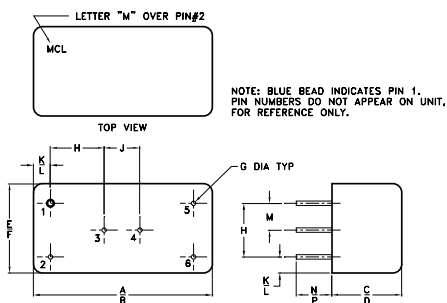 LETTER "M" OVER PIN#2
MCL
NOTE: BLUE BEAD INDICATES PIN 1.
PIN NUMBERS DO NOT APPEAR ON UNIT,
FOR REFERENCE ONLY.
TOP VIEW
K
L
H
J
G DIA TYP
E
F
1
2
3
4
5
6
A
B
H
M
K
L
N
P
C
D